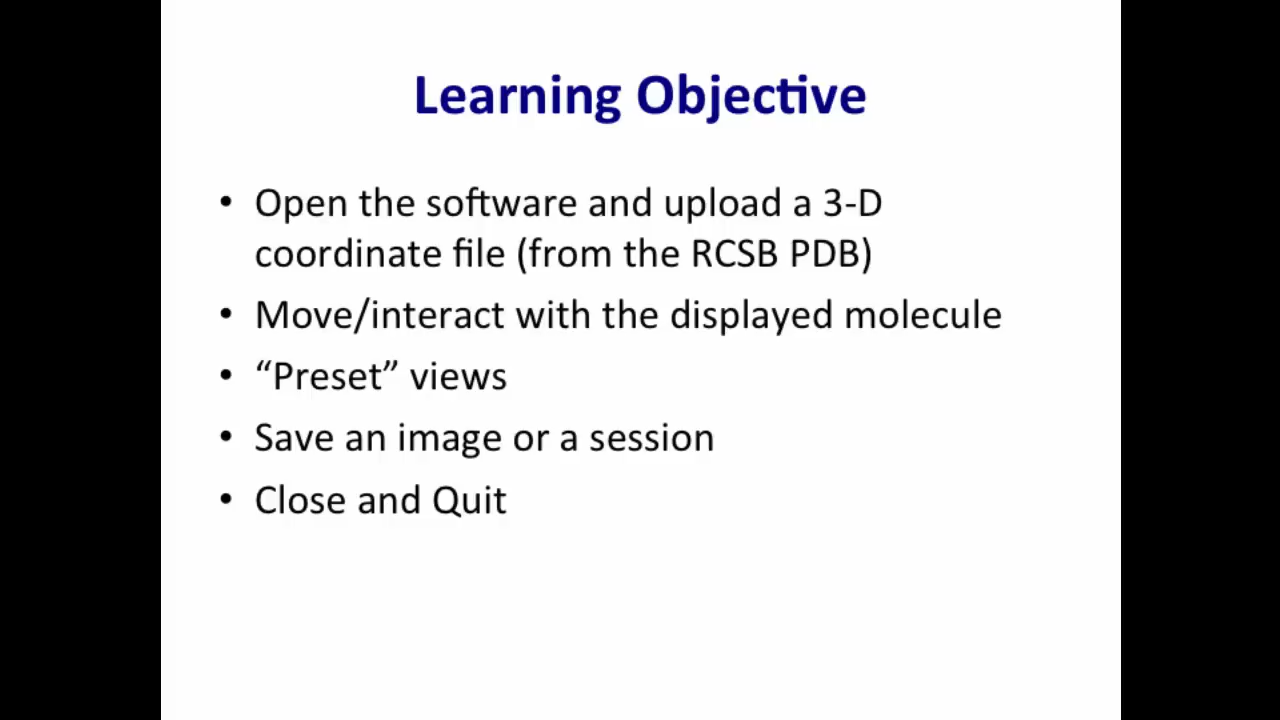 Learning Objective
• Open the software and upload a 3-D
coordinate file (from the RCSB PDB)
• Move/interact with the displayed molecule
• “Preset” views
• Save an image or a session
• Close and Quit